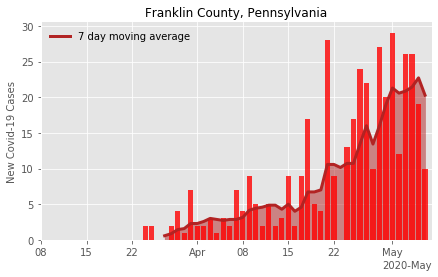 Franklin County, Pennsylvania
7 day moving average
New Covid-19 Cases
30
25
20
15
10
5
0
08 15 22 Apr 08 15 22 May
2020-May